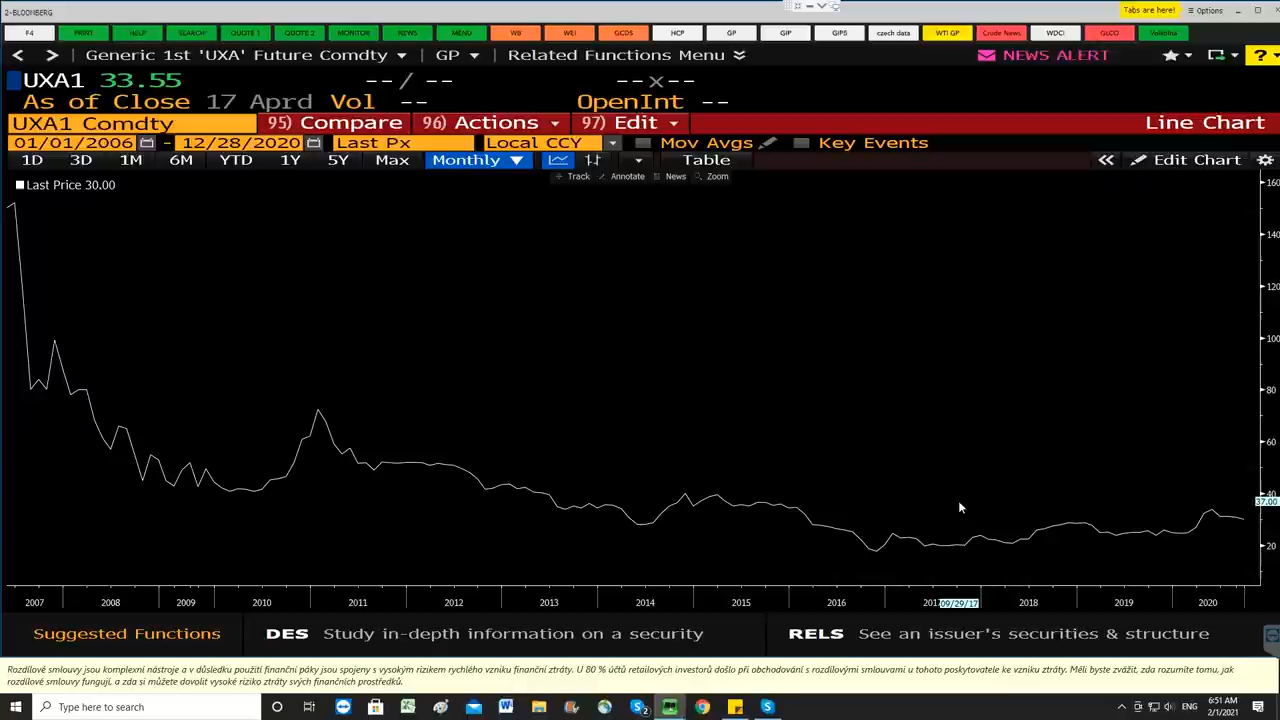 2-BLOOMBERG
Tabs are here!
Options
F4 PRINT HELP SEARCH QUOTE 1 QUOTE 2 MONITOR NEWS MENU WB WEI GCDS HCP GP GIP GIPS czech data WTI GP Crude News WDCI GLCO
Generic 1st 'UXA' Future Comdty GP Related Functions Menu NEWS ALERT
UXA1 33.55 --/ -- --x--
As of Close 17 Aprd Vol -- OpenInt --
UXA1 Comdty 95) Compare 96) Actions 97) Edit Line Chart
01/01/2006 - 12/28/2020 Last Px Local CCY Mov Avgs Key Events
1D 3D 1M 6M YTD 1Y 5Y Max Monthly Table Edit Chart
Track Annotate News Zoom
Last Price 30.00
160
140
120
100
80
60
40
37.00
20
2007 2008 2009 2010 2011 2012 2013 2014 2015 2016 201 09/29/17 2018 2019 2020
Suggested Functions DES Study in-depth information on a security RELS See an issuer's securities & structure
Rozdílové smlouvy jsou komplexní nástroje a v důsledku použití finanční páky jsou spojeny s vysokým rizikem rychlého vzniku finanční ztráty. U 80 % účtů retailových investorů došlo při obchodování s rozdílovými smlouvami u tohoto poskytovatele ke vzniku ztráty. Měli byste zvážit, zda rozumíte tomu, jak
rozdílové smlouvy fungují, a zda si můžete dovolit vysoké riziko ztráty svých finančních prostředků.
Type here to search
6:51 AM
2/1/2021